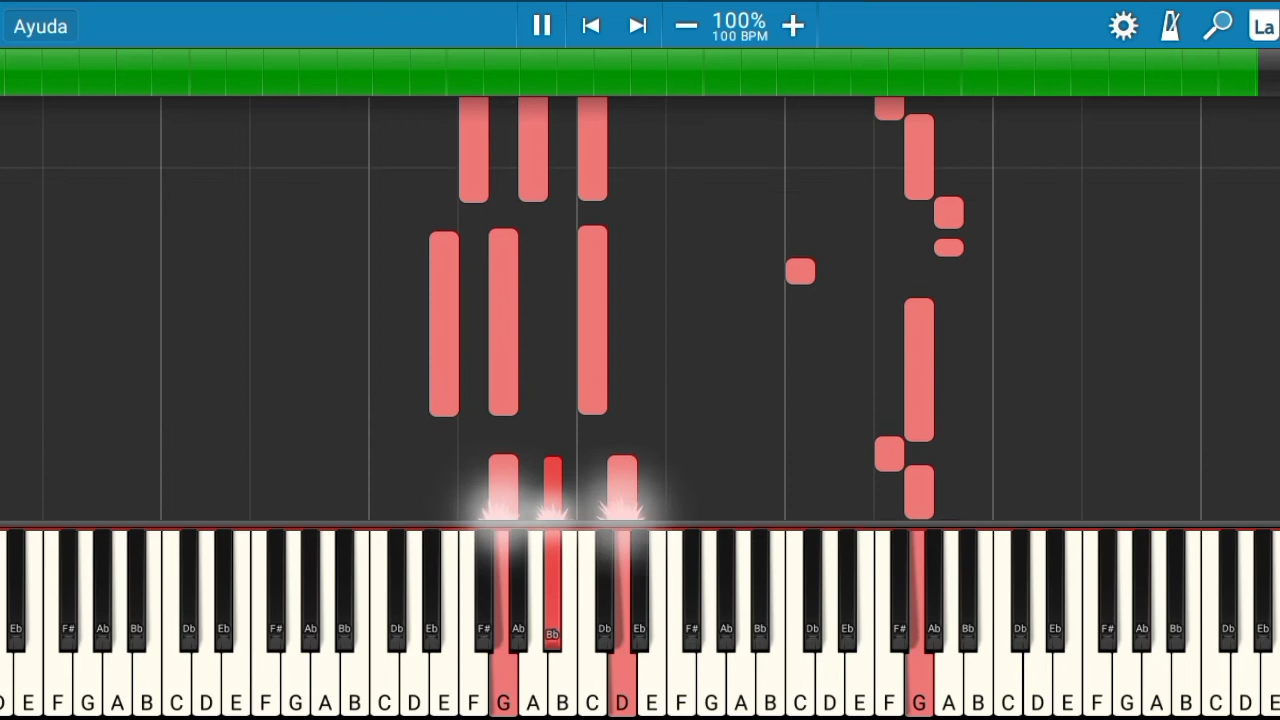 Ayuda
100%
100 BPM
La
Eb F# Ab Bb Db Eb F# Ab Bb Db Eb F# Ab Bb Db Eb F# Ab Bb Db Eb F# Ab Bb Db Eb F# Ab Bb Db Eb
D E F G A B C D E F G A B C D E F G A B C D E F G A B C D E F G A B C D E F G A B C D E